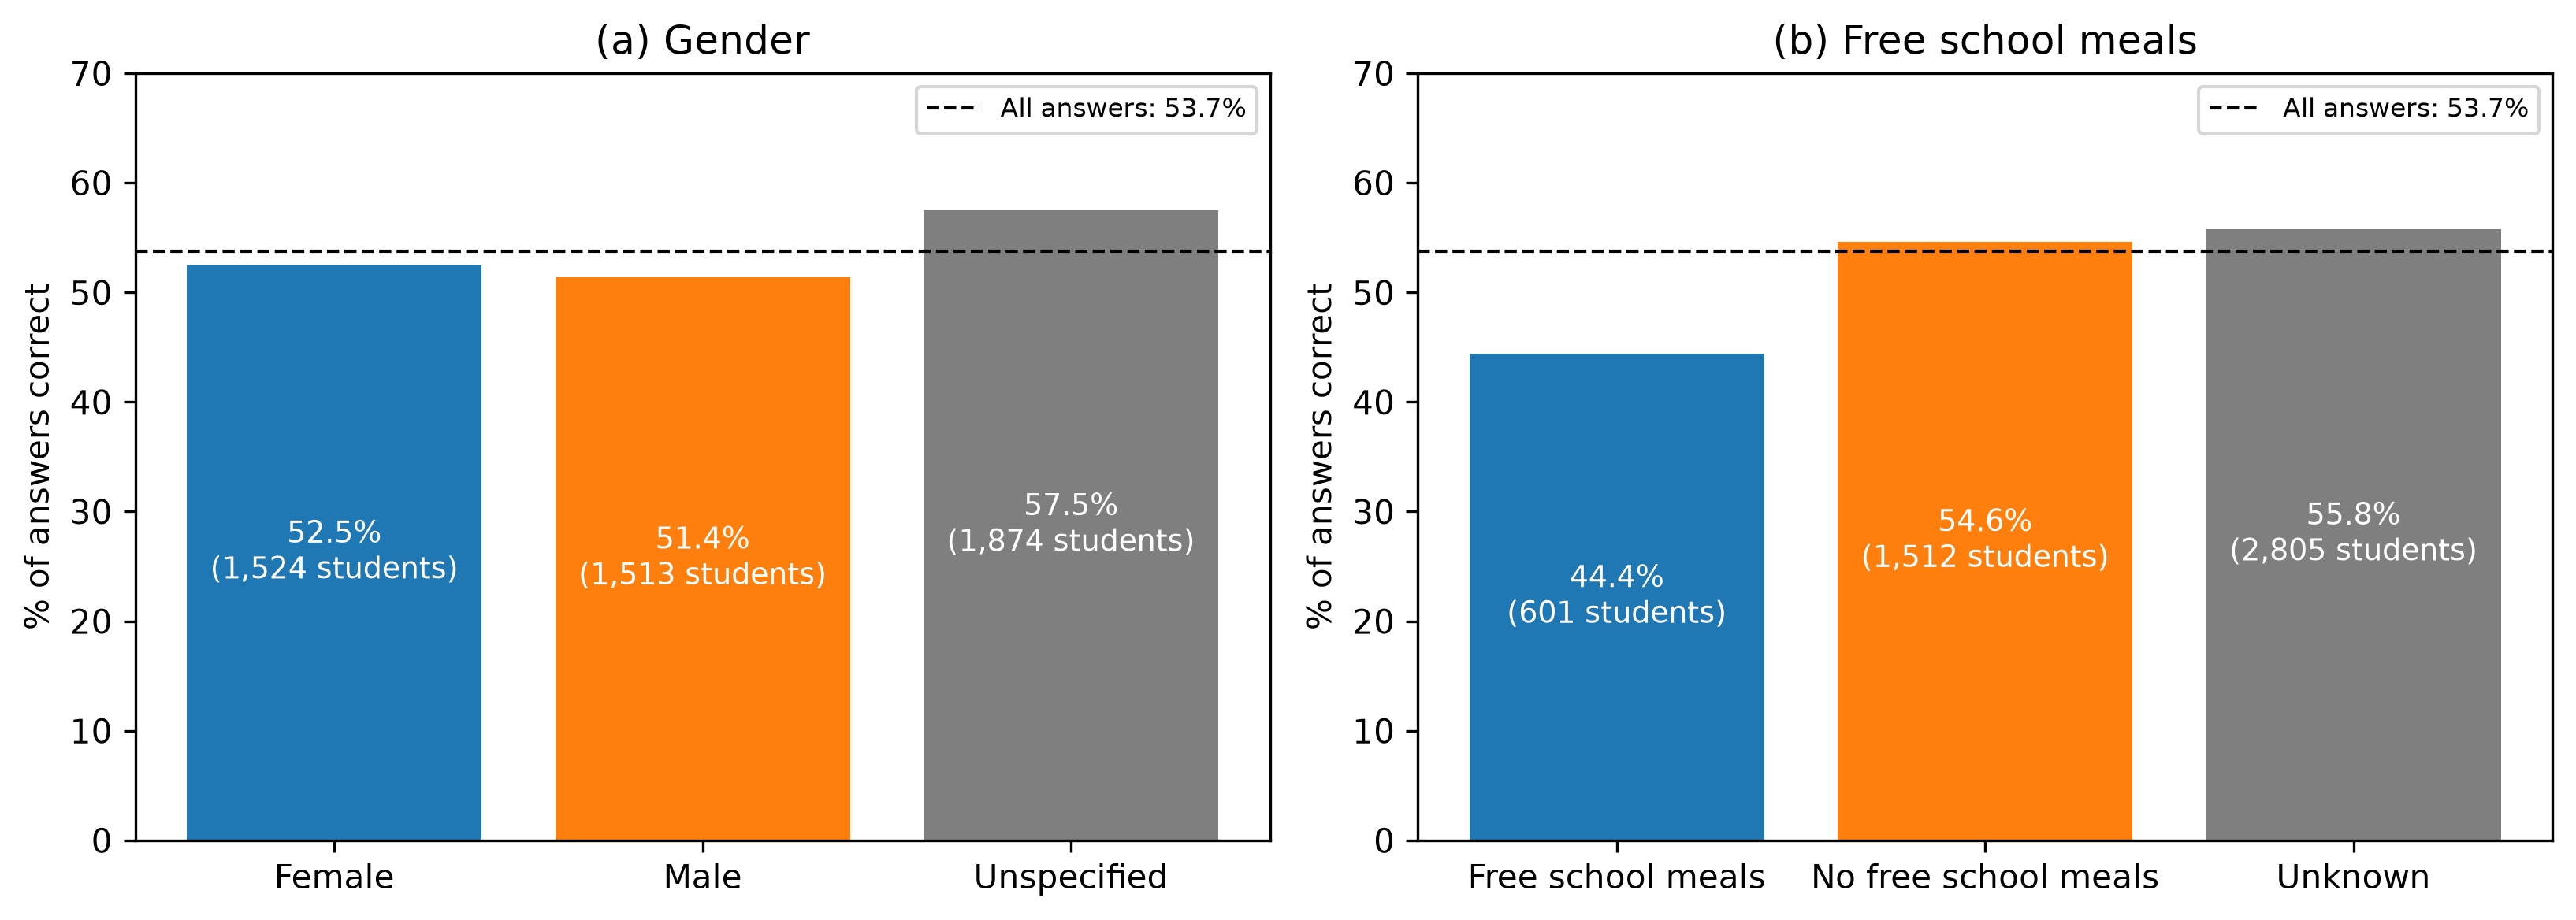 (a) Gender
% of answers correct
70
60
50
40
30
20
10
0
All answers: 53.7%
52.5%
(1,524 students)
51.4%
(1,513 students)
57.5%
(1,874 students)
Female
Male
Unspecified
(b) Free school meals
% of answers correct
70
60
50
40
30
20
10
0
All answers: 53.7%
44.4%
(601 students)
54.6%
(1,512 students)
55.8%
(2,805 students)
Free school meals
No free school meals
Unknown